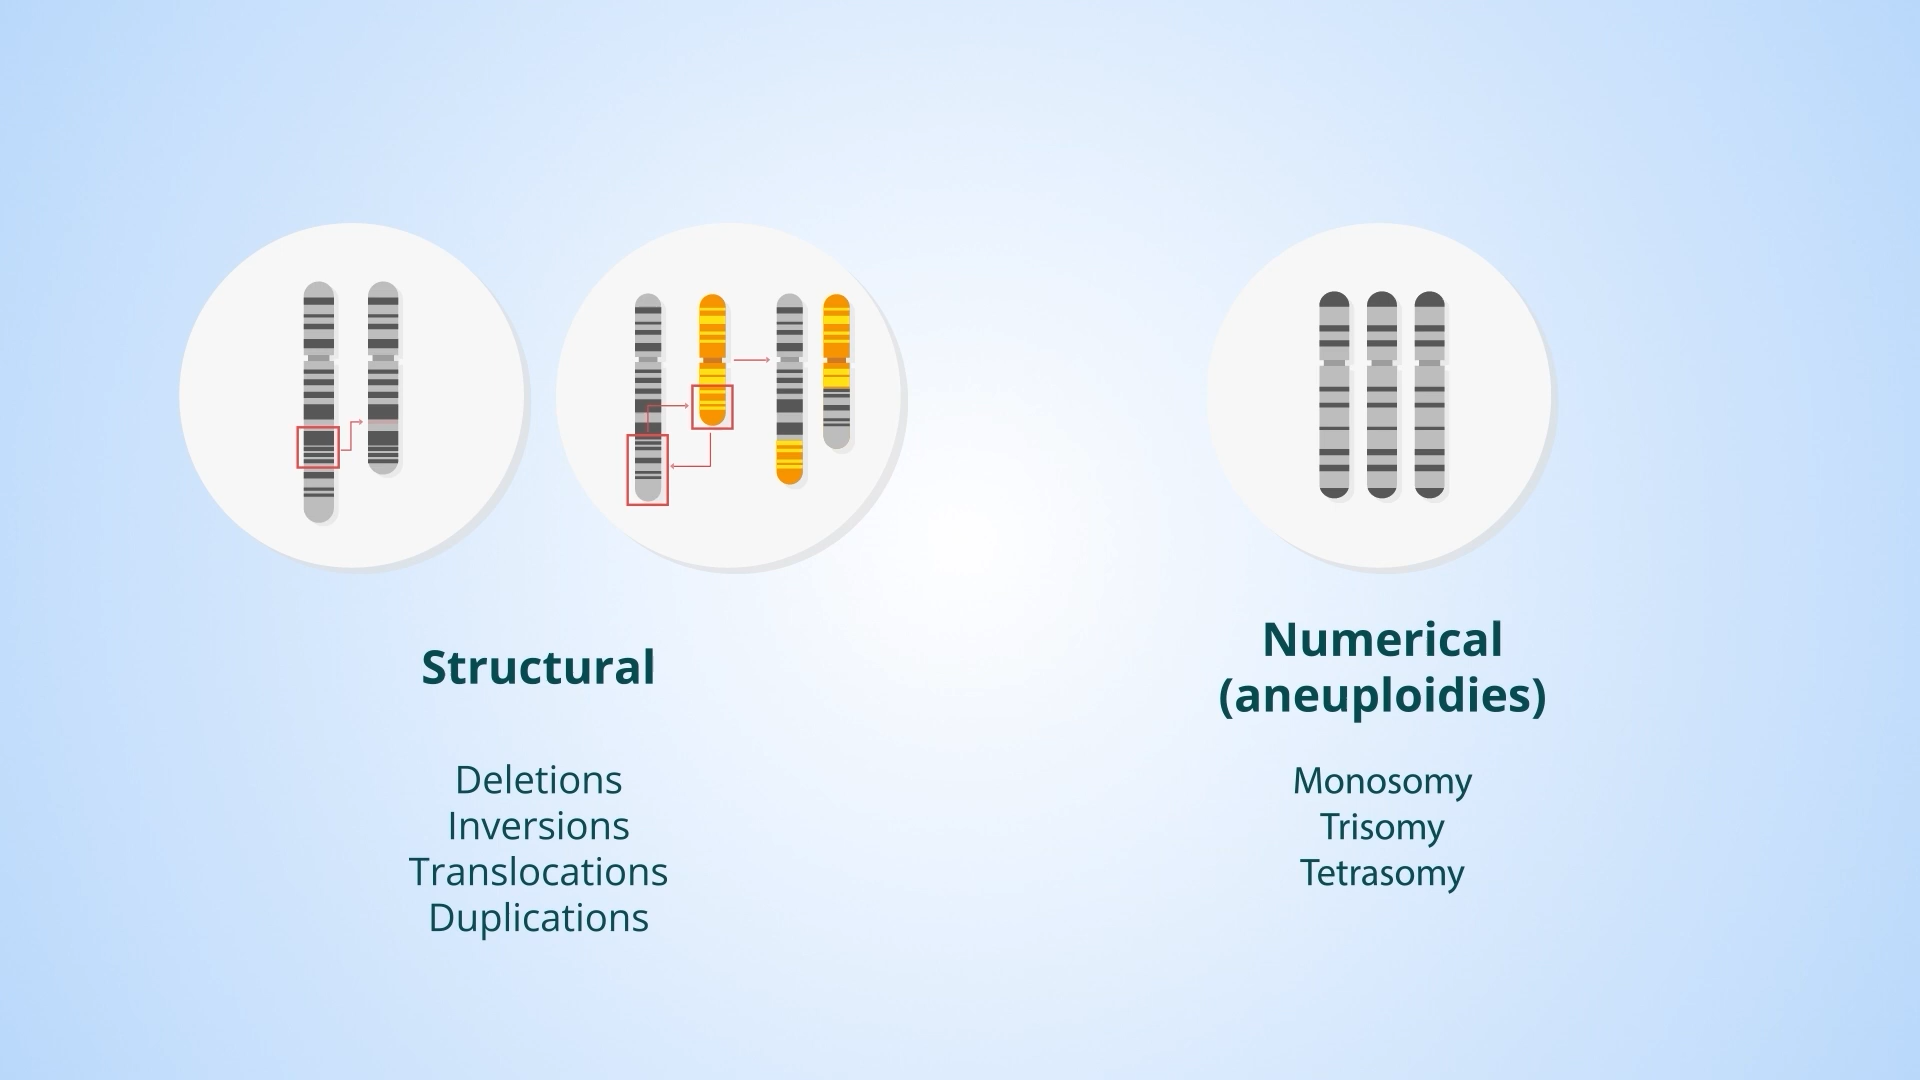 Structural
Deletions
Inversions
Translocations
Duplications
Numerical
(aneuploidies)
Monosomy
Trisomy
Tetrasomy